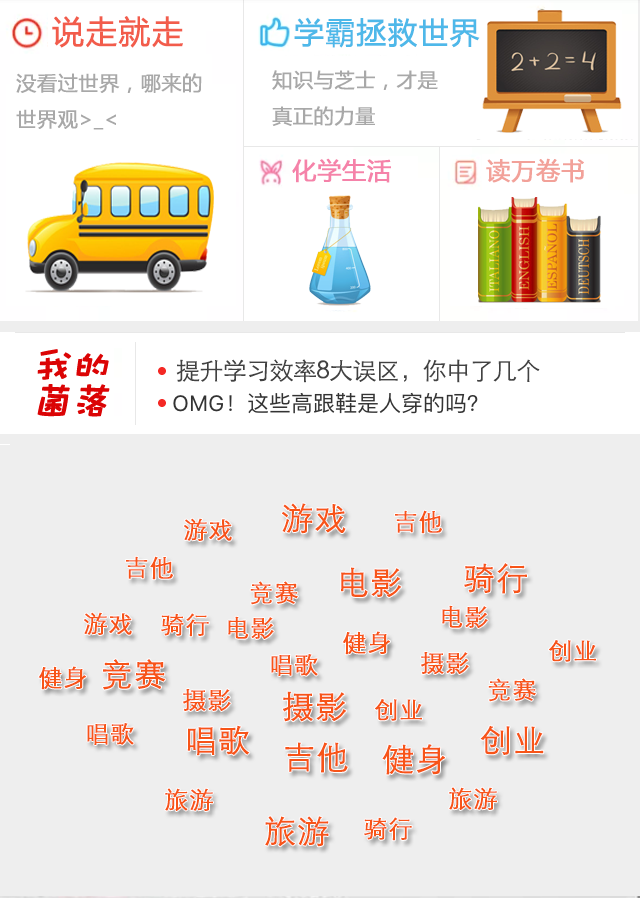 说走就走
没看过世界，哪来的
世界观>_<
学霸拯救世界
知识与芝士，才是
真正的力量
2+2=4
化学生活
读万卷书
ITALIANO
ENGLISH
ESPANOL
DEUTSCH
我的
菌落
提升学习效率8大误区，你中了几个
OMG！这些高跟鞋是人穿的吗？
游戏 游戏 吉他
吉他 竞赛 电影 骑行
游戏 骑行 电影 健身 电影
健身 竞赛 唱歌 摄影 创业
摄影 摄影 创业 竞赛
唱歌 唱歌 吉他 健身 创业
旅游 旅游
旅游 骑行